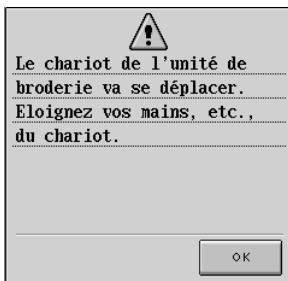 Le chariot de l'unité de
broderie va se déplacer.
Eloignez vos mains, etc.,
du chariot.
OK